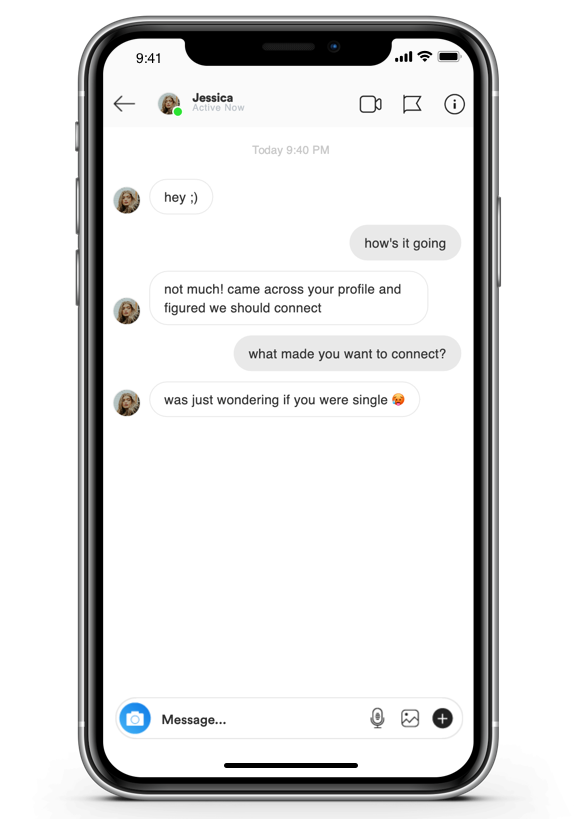 9:41
Jessica
Active Now
Today 9:40 PM
hey ;)
how's it going
not much! came across your profile and
figured we should connect
what made you want to connect?
was just wondering if you were single 🥵
Message...